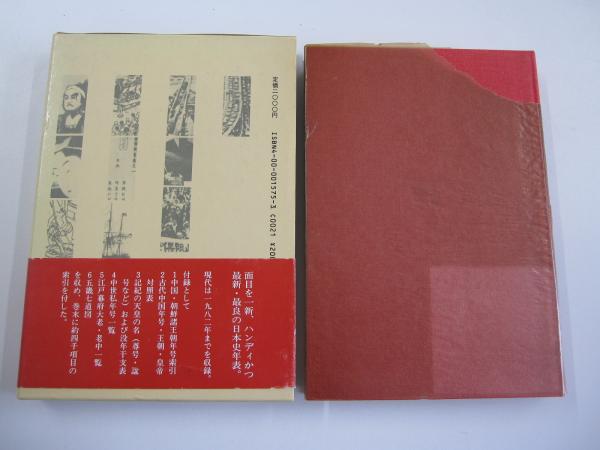 定価二〇〇〇円
ISBN4-00-001575-3 C0021 ¥200
面目を一新、ハンディかつ
最新・最良の日本史年表。
現代は一九八二年までを収録。
付録として
1中国・朝鮮諸王朝年号索引
2古代中国年号・王朝・皇帝
対照表
3記紀の天皇の名(尊号・諡
号など)および没年干支表
4中世私年号一覧
5江戸幕府大老・老中一覧
6五畿七道図
を収め、巻末に約四千項目の
索引を付した。